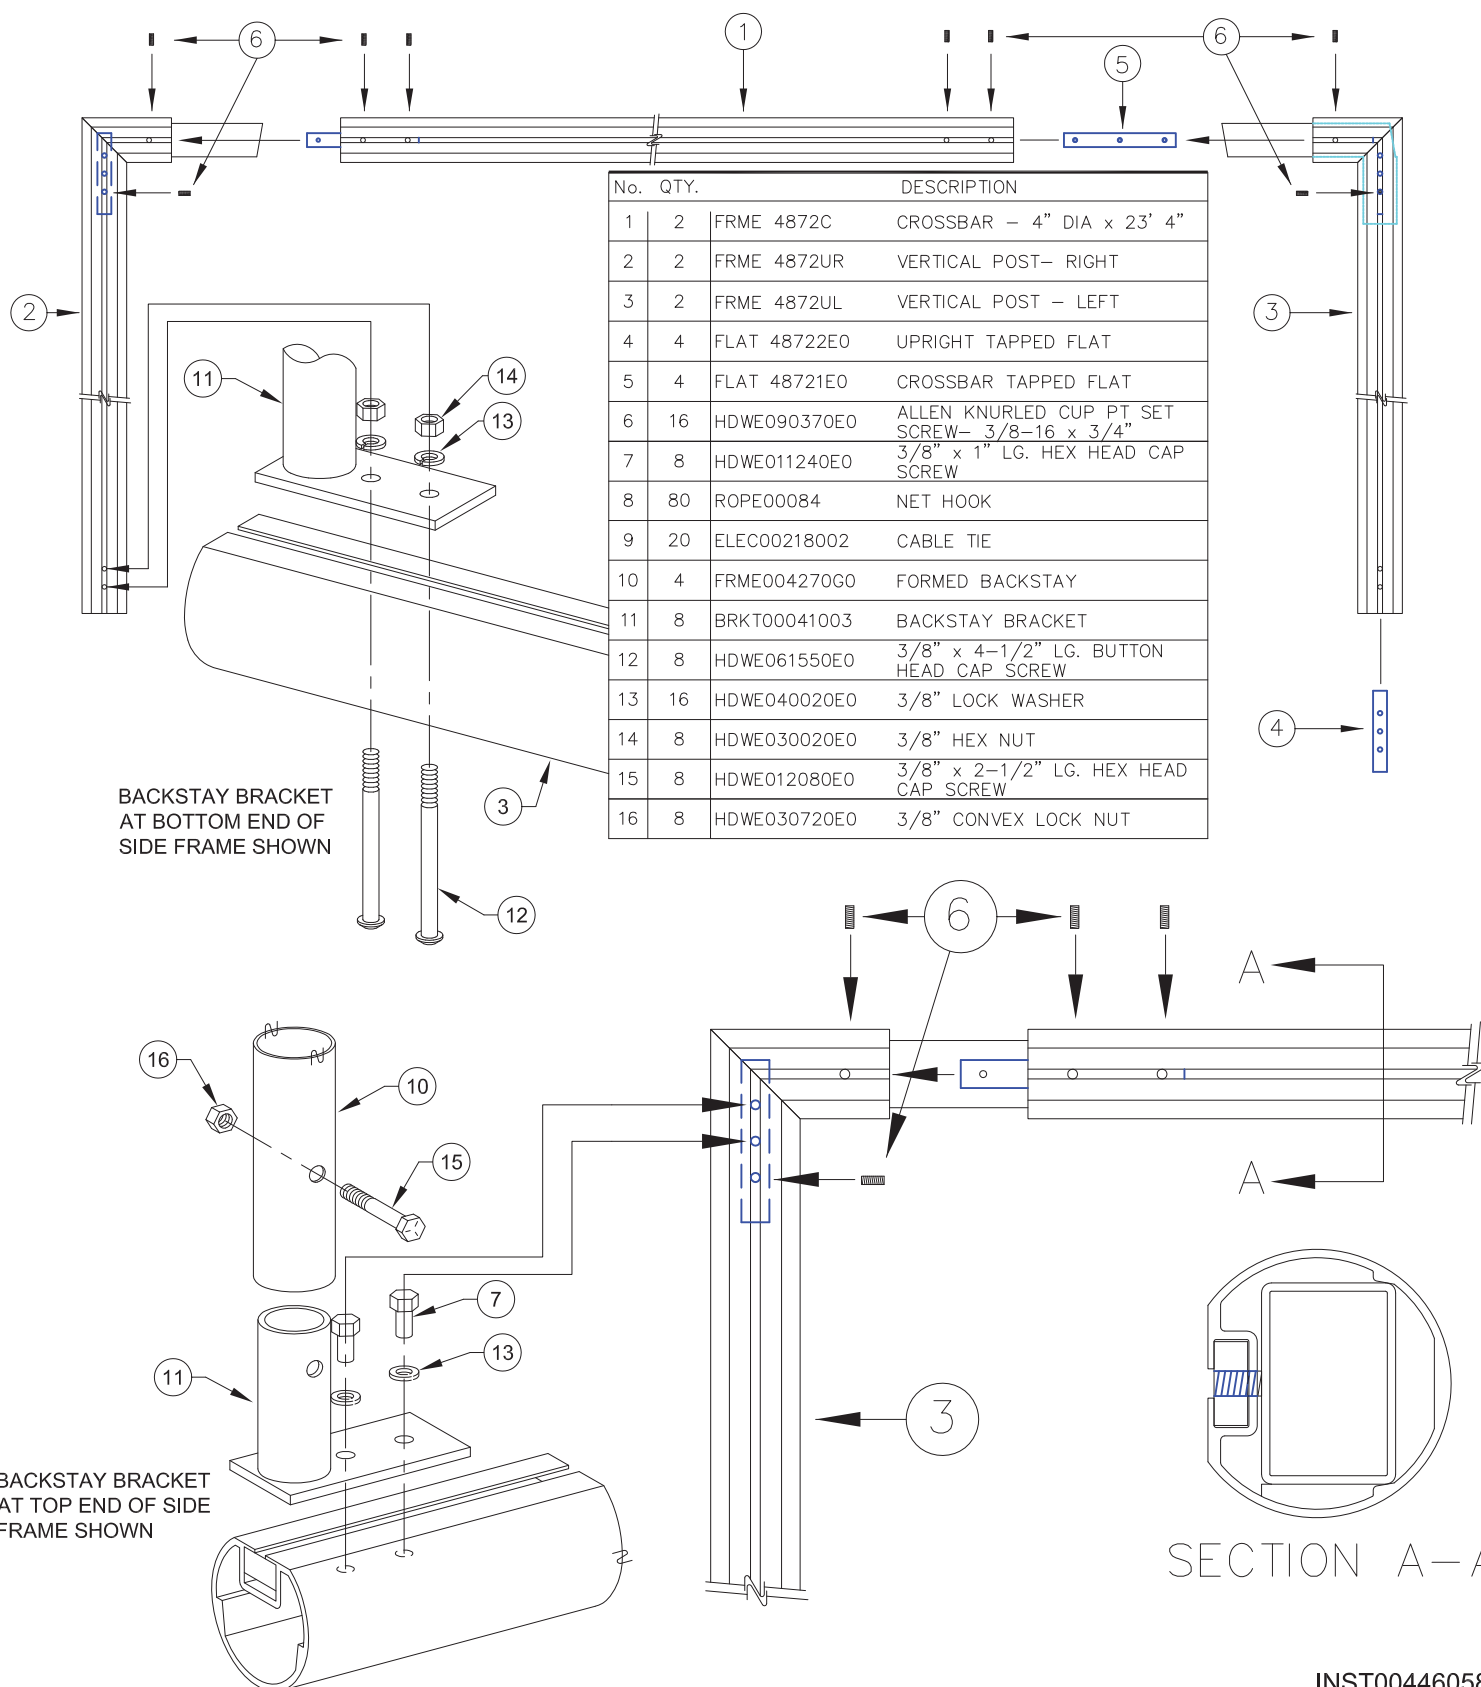 6
1
6
5
No. QTY. DESCRIPTION
1 2 FRME 4872C CROSSBAR – 4” DIA x 23’ 4”
2 2 FRME 4872UR VERTICAL POST– RIGHT
3 2 FRME 4872UL VERTICAL POST – LEFT
4 4 FLAT 48722E0 UPRIGHT TAPPED FLAT
5 4 FLAT 48721E0 CROSSBAR TAPPED FLAT
6 16 HDWE090370E0 ALLEN KNURLED CUP PT SET
SCREW– 3/8–16 x 3/4”
7 8 HDWE011240E0 3/8” x 1” LG. HEX HEAD CAP
SCREW
8 80 ROPE00084 NET HOOK
9 20 ELEC00218002 CABLE TIE
10 4 FRME004270G0 FORMED BACKSTAY
11 8 BRKT00041003 BACKSTAY BRACKET
12 8 HDWE061550E0 3/8” x 4–1/2” LG. BUTTON
HEAD CAP SCREW
13 16 HDWE040020E0 3/8” LOCK WASHER
14 8 HDWE030020E0 3/8” HEX NUT
15 8 HDWE012080E0 3/8” x 2–1/2” LG. HEX HEAD
CAP SCREW
16 8 HDWE030720E0 3/8” CONVEX LOCK NUT
2
3
11
14
13
4
3
12
BACKSTAY BRACKET
AT BOTTOM END OF
SIDE FRAME SHOWN
6
A
A
16
10
15
7
13
11
3
BACKSTAY BRACKET
AT TOP END OF SIDE
FRAME SHOWN
SECTION A–A
INST00446058